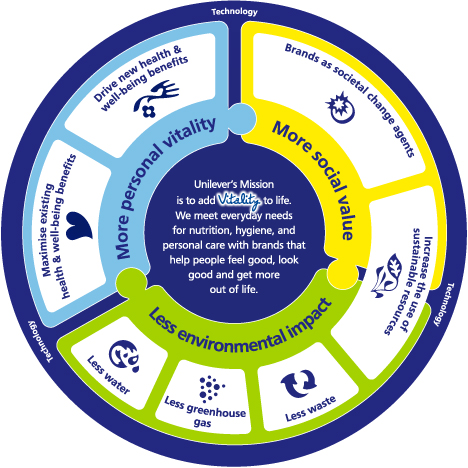 Technology
Drive new health &
well-being benefits
Brands as societal change agents
More personal vitality
More social value
Maximise existing
health & well-being benefits
Unilever's Mission
is to add Vitality to life.
We meet everyday needs
for nutrition, hygiene, and
personal care with brands that
help people feel good, look
good and get more
out of life.
Increase the use of
sustainable resources
Technology
Technology
Less environmental impact
Less water
Less greenhouse
gas
Less waste